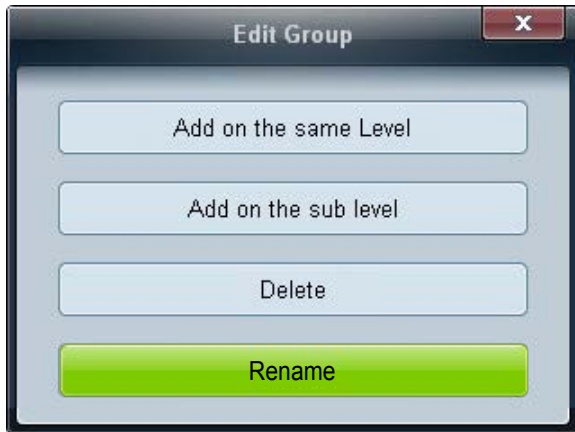 Edit Group
Add on the same Level
Add on the sub level
Delete
Rename